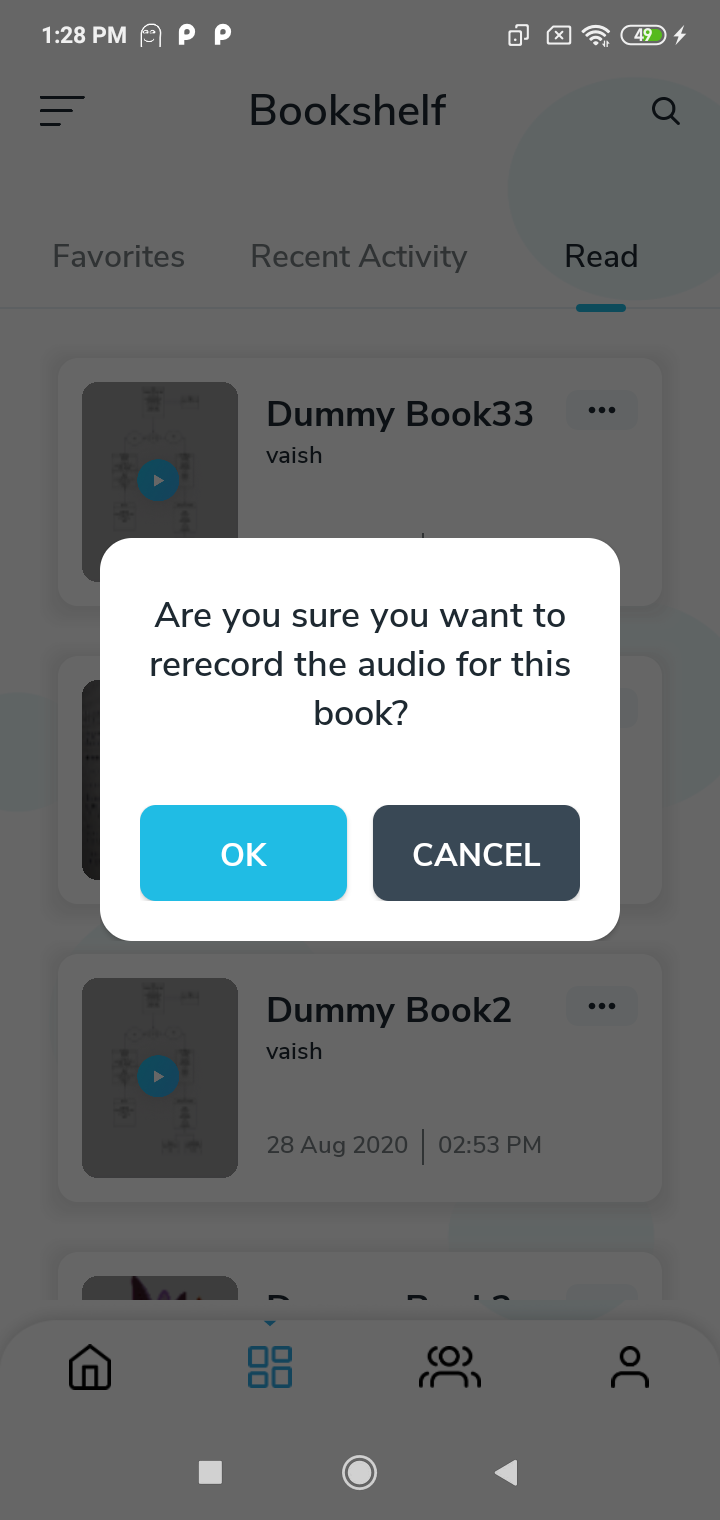 1:28 PM
49
Bookshelf
Favorites Recent Activity Read
Dummy Book33
vaish
Are you sure you want to
rerecord the audio for this
book?
OK CANCEL
Dummy Book2
vaish
28 Aug 2020 02:53 PM